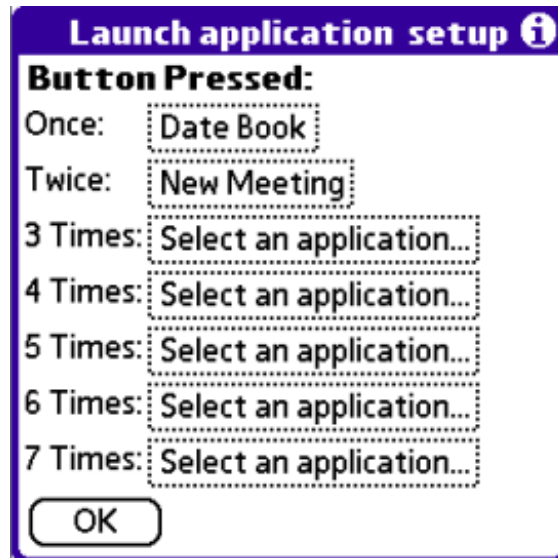 Launch application setup i
Button Pressed:
Once: Date Book
Twice: New Meeting
3 Times: Select an application...
4 Times: Select an application...
5 Times: Select an application...
6 Times: Select an application...
7 Times: Select an application...
OK